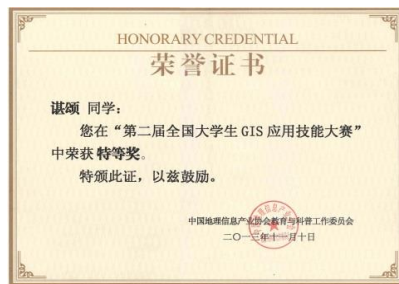 HONORARY CREDENTIAL
荣誉证书
谌颂 同学：
您在“第二届全国大学生 GIS 应用技能大赛”
中荣获 特等奖。
特颁此证，以兹鼓励。
中国地理信息产业协会教育与科普工作委员会
二〇一三年十一月十日